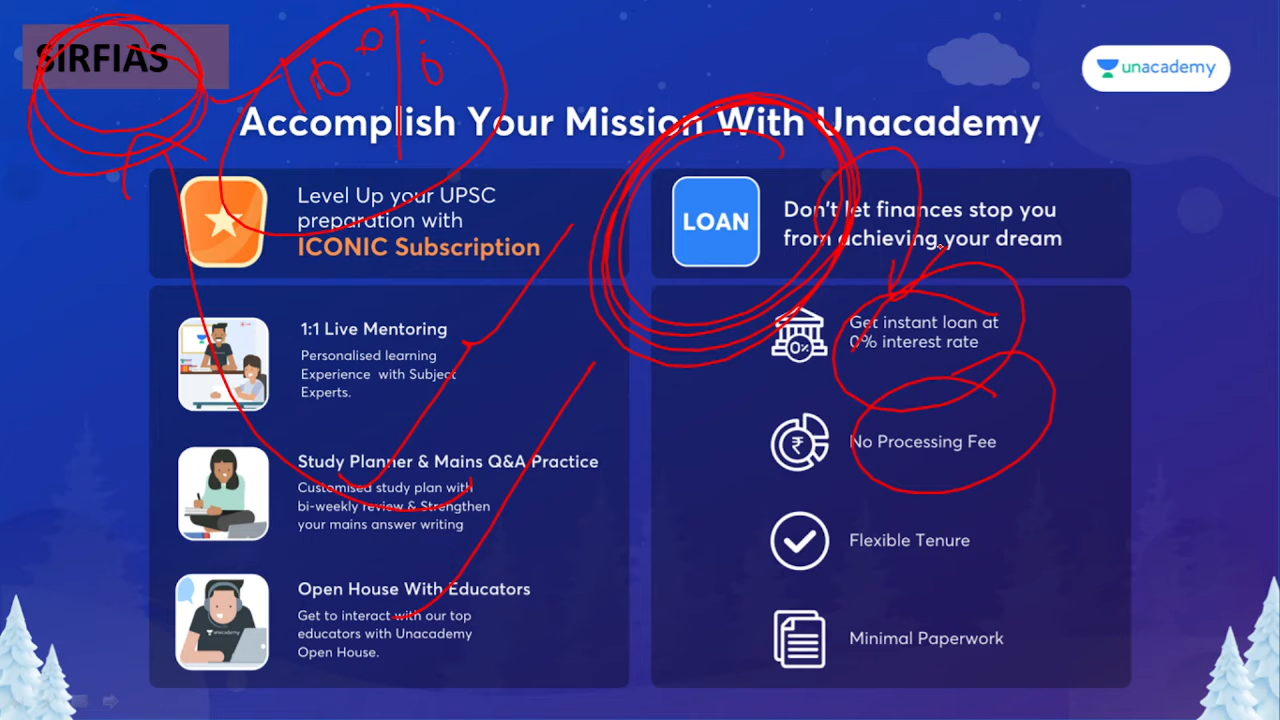 SIRFIAS
10%
unacademy
Accomplish Your Mission With Unacademy
Level Up your UPSC
preparation with
ICONIC Subscription
1:1 Live Mentoring
Personalised learning
Experience with Subject
Experts.
Study Planner & Mains Q&A Practice
Customised study plan with
bi-weekly review & Strengthen
your mains answer writing
Open House With Educators
Get to interact with our top
educators with Unacademy
Open House.
unacademy
LOAN
Don't let finances stop you
from achieving your dream
0%
Get instant loan at
0% interest rate
₹
No Processing Fee
Flexible Tenure
Minimal Paperwork